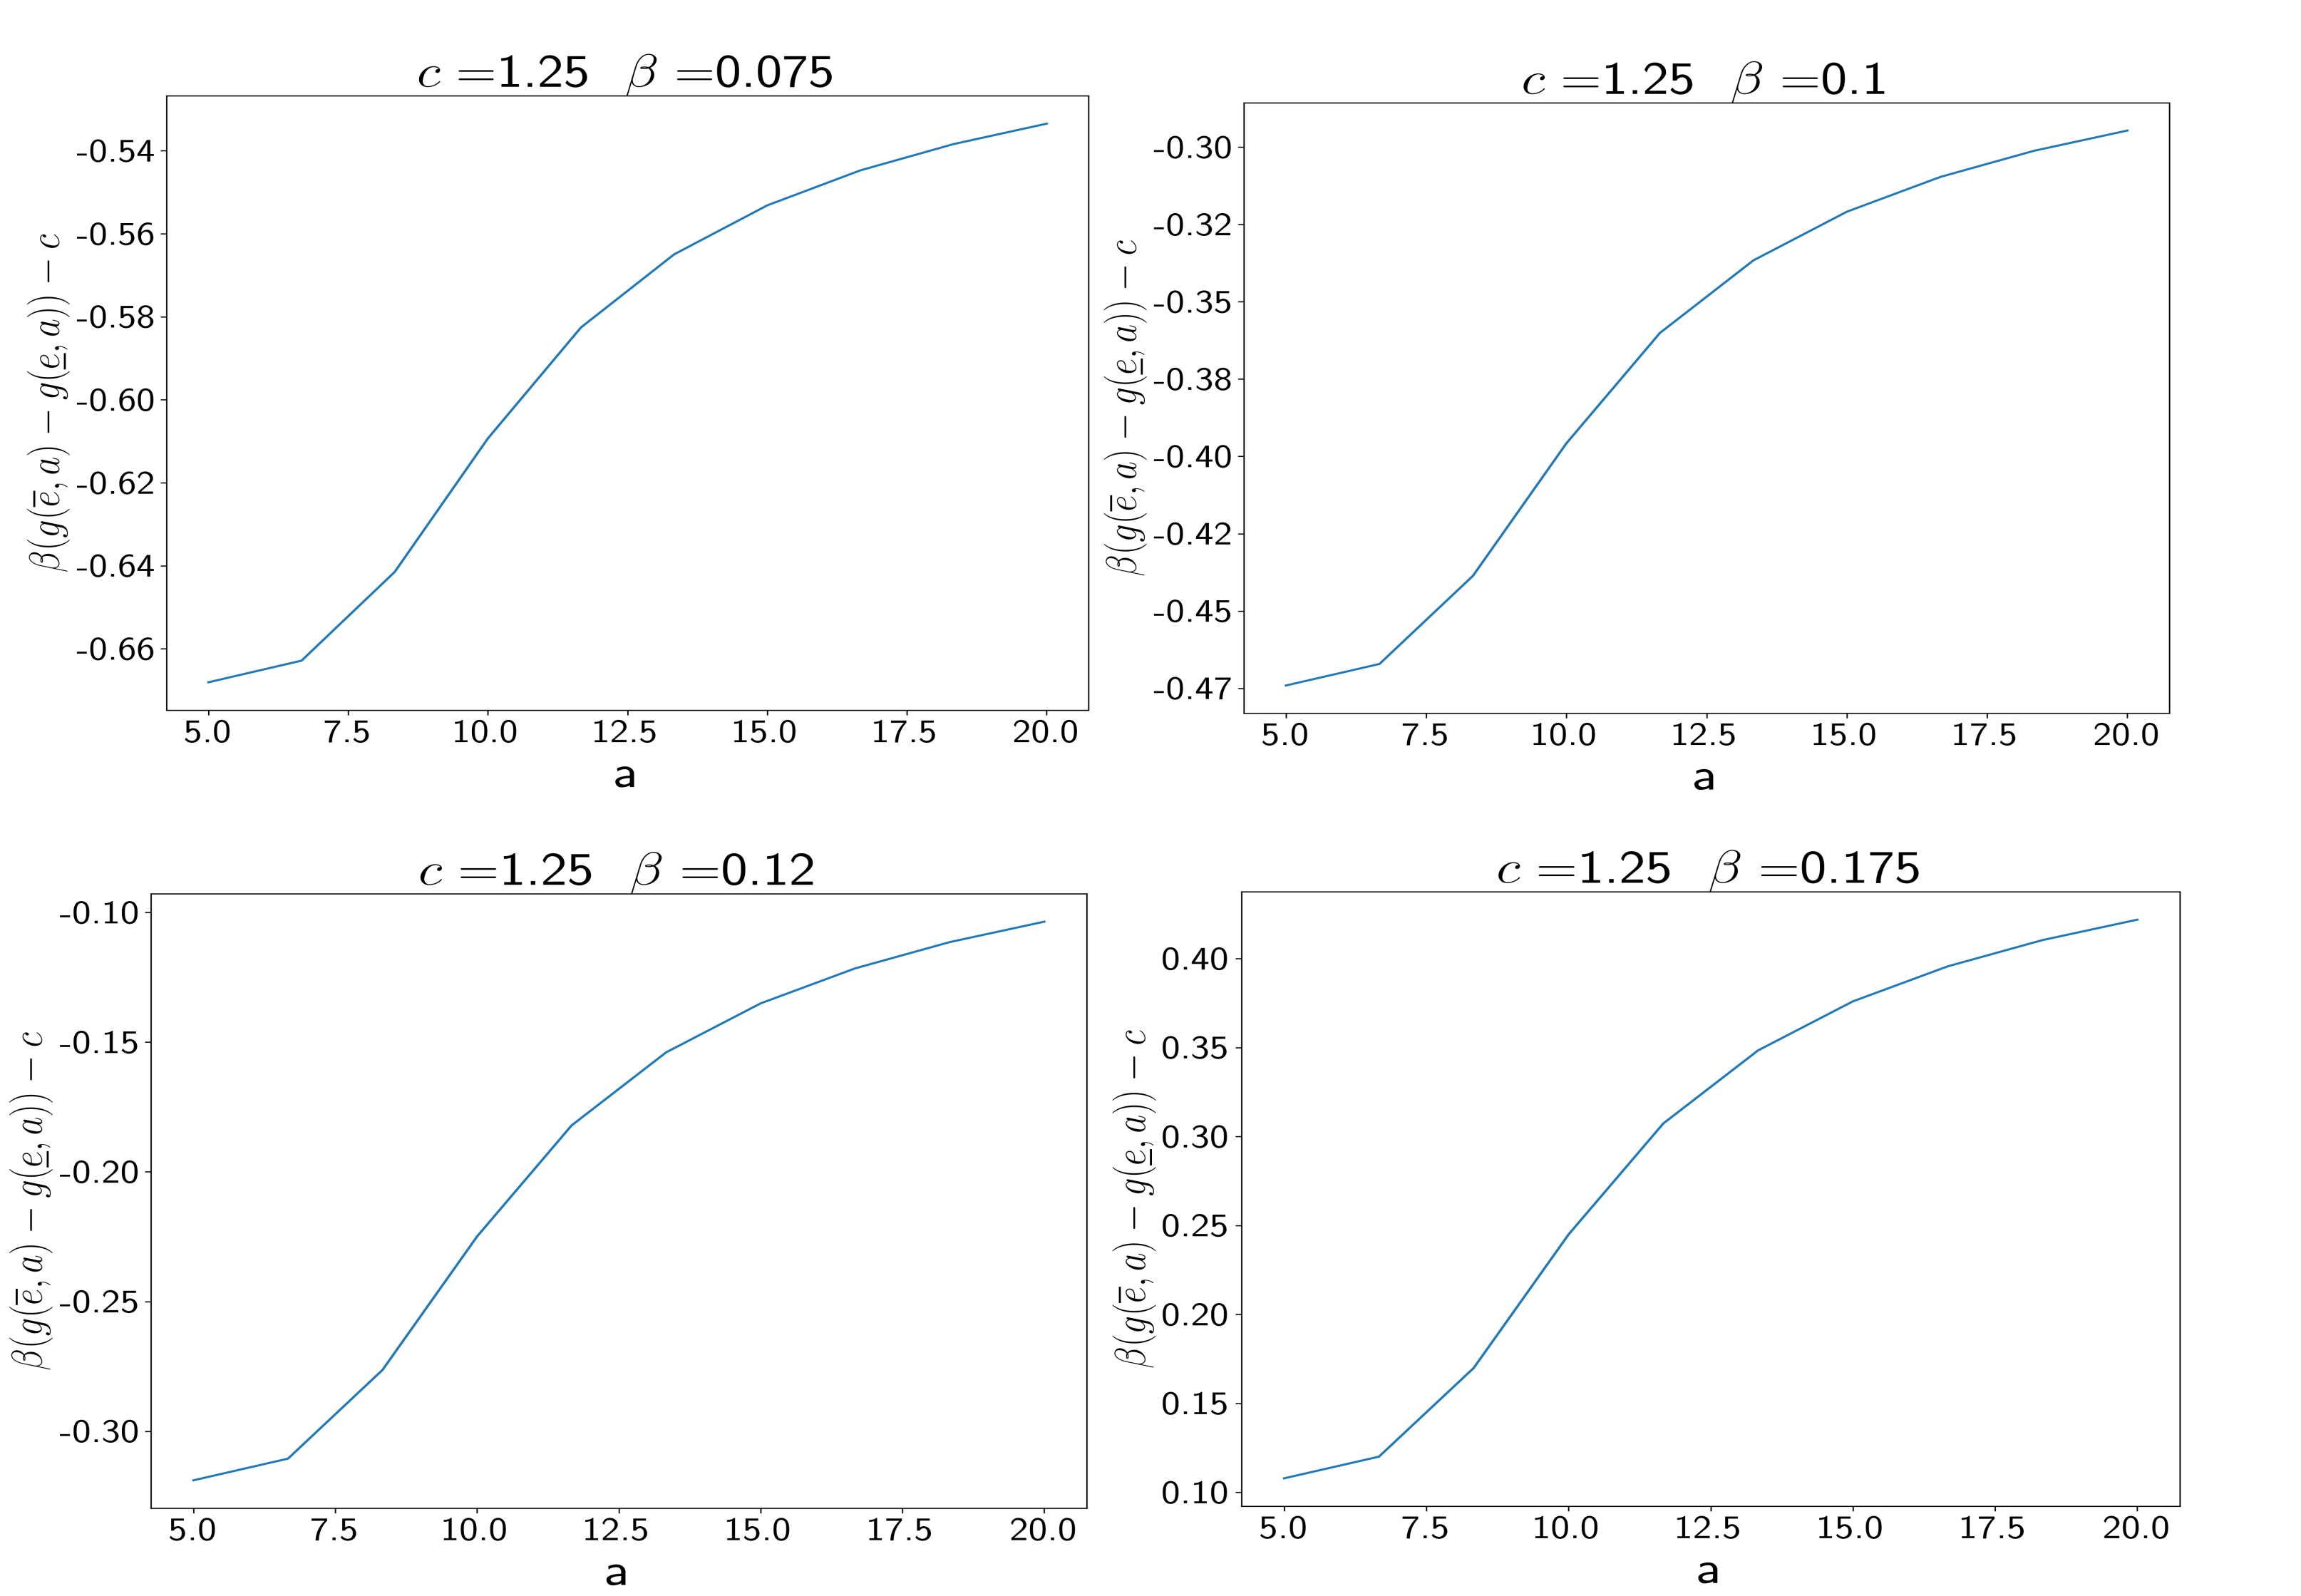 c =1.25 β =0.075
β(g(e̅, a) − g(e̲, a)) − c
-0.54
-0.56
-0.58
-0.60
-0.62
-0.64
-0.66
5.0 7.5 10.0 12.5 15.0 17.5 20.0
a
c =1.25 β =0.1
β(g(e̅, a) − g(e̲, a)) − c
-0.30
-0.32
-0.35
-0.38
-0.40
-0.42
-0.45
-0.47
5.0 7.5 10.0 12.5 15.0 17.5 20.0
a
c =1.25 β =0.12
β(g(e̅, a) − g(e̲, a)) − c
-0.10
-0.15
-0.20
-0.25
-0.30
5.0 7.5 10.0 12.5 15.0 17.5 20.0
a
c =1.25 β =0.175
β(g(e̅, a) − g(e̲, a)) − c
0.40
0.35
0.30
0.25
0.20
0.15
0.10
5.0 7.5 10.0 12.5 15.0 17.5 20.0
a